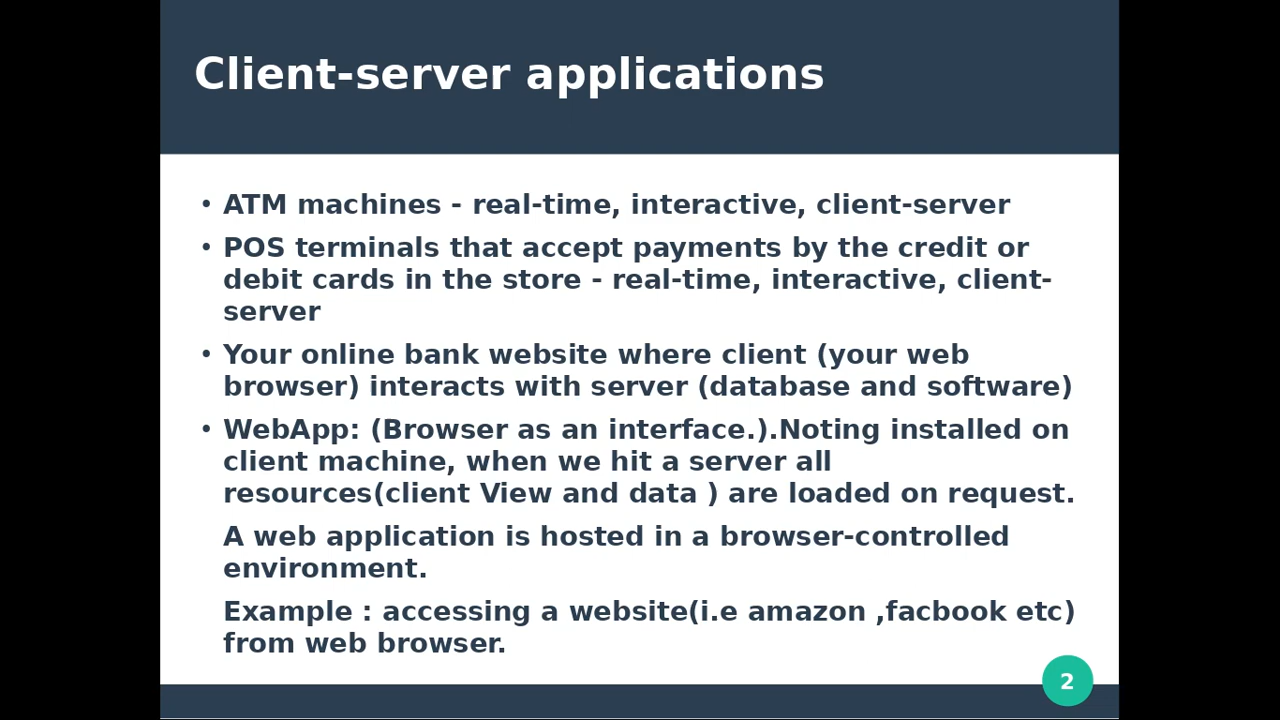 Client-server applications
• ATM machines - real-time, interactive, client-server
• POS terminals that accept payments by the credit or
debit cards in the store - real-time, interactive, client-
server
• Your online bank website where client (your web
browser) interacts with server (database and software)
• WebApp: (Browser as an interface.).Noting installed on
client machine, when we hit a server all
resources(client View and data ) are loaded on request.
A web application is hosted in a browser-controlled
environment.
Example : accessing a website(i.e amazon ,facbook etc)
from web browser.
2